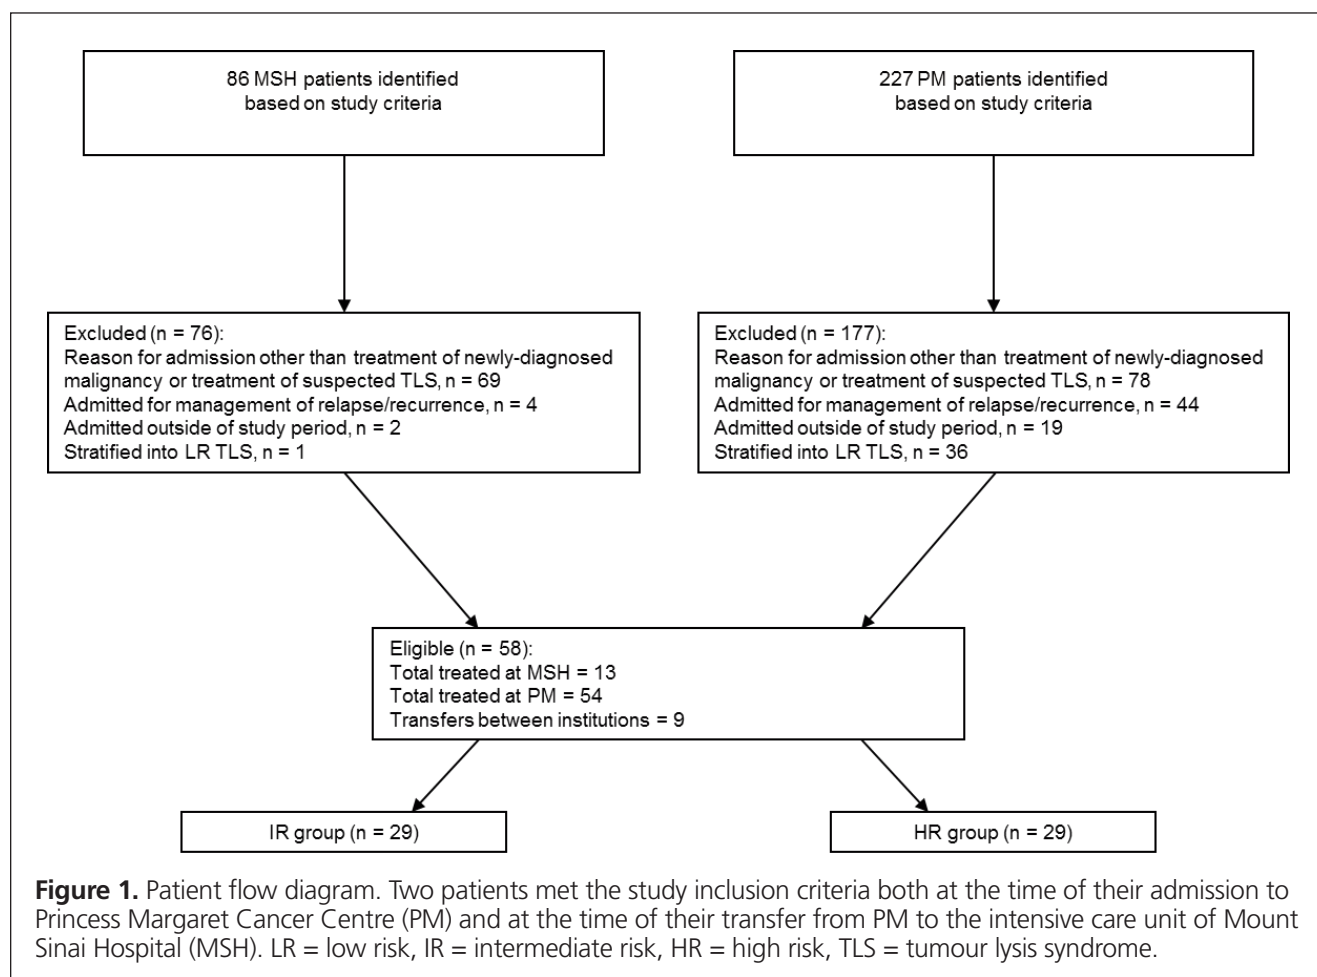 86 MSH patients identified
based on study criteria
227 PM patients identified
based on study criteria
Excluded (n = 76):
Reason for admission other than treatment of newly-diagnosed
malignancy or treatment of suspected TLS, n = 69
Admitted for management of relapse/recurrence, n = 4
Admitted outside of study period, n = 2
Stratified into LR TLS, n = 1
Excluded (n = 177):
Reason for admission other than treatment of newly-diagnosed
malignancy or treatment of suspected TLS, n = 78
Admitted for management of relapse/recurrence, n = 44
Admitted outside of study period, n = 19
Stratified into LR TLS, n = 36
Eligible (n = 58):
Total treated at MSH = 13
Total treated at PM = 54
Transfers between institutions = 9
IR group (n = 29)
HR group (n = 29)
Figure 1. Patient flow diagram. Two patients met the study inclusion criteria both at the time of their admission to
Princess Margaret Cancer Centre (PM) and at the time of their transfer from PM to the intensive care unit of Mount
Sinai Hospital (MSH). LR = low risk, IR = intermediate risk, HR = high risk, TLS = tumour lysis syndrome.